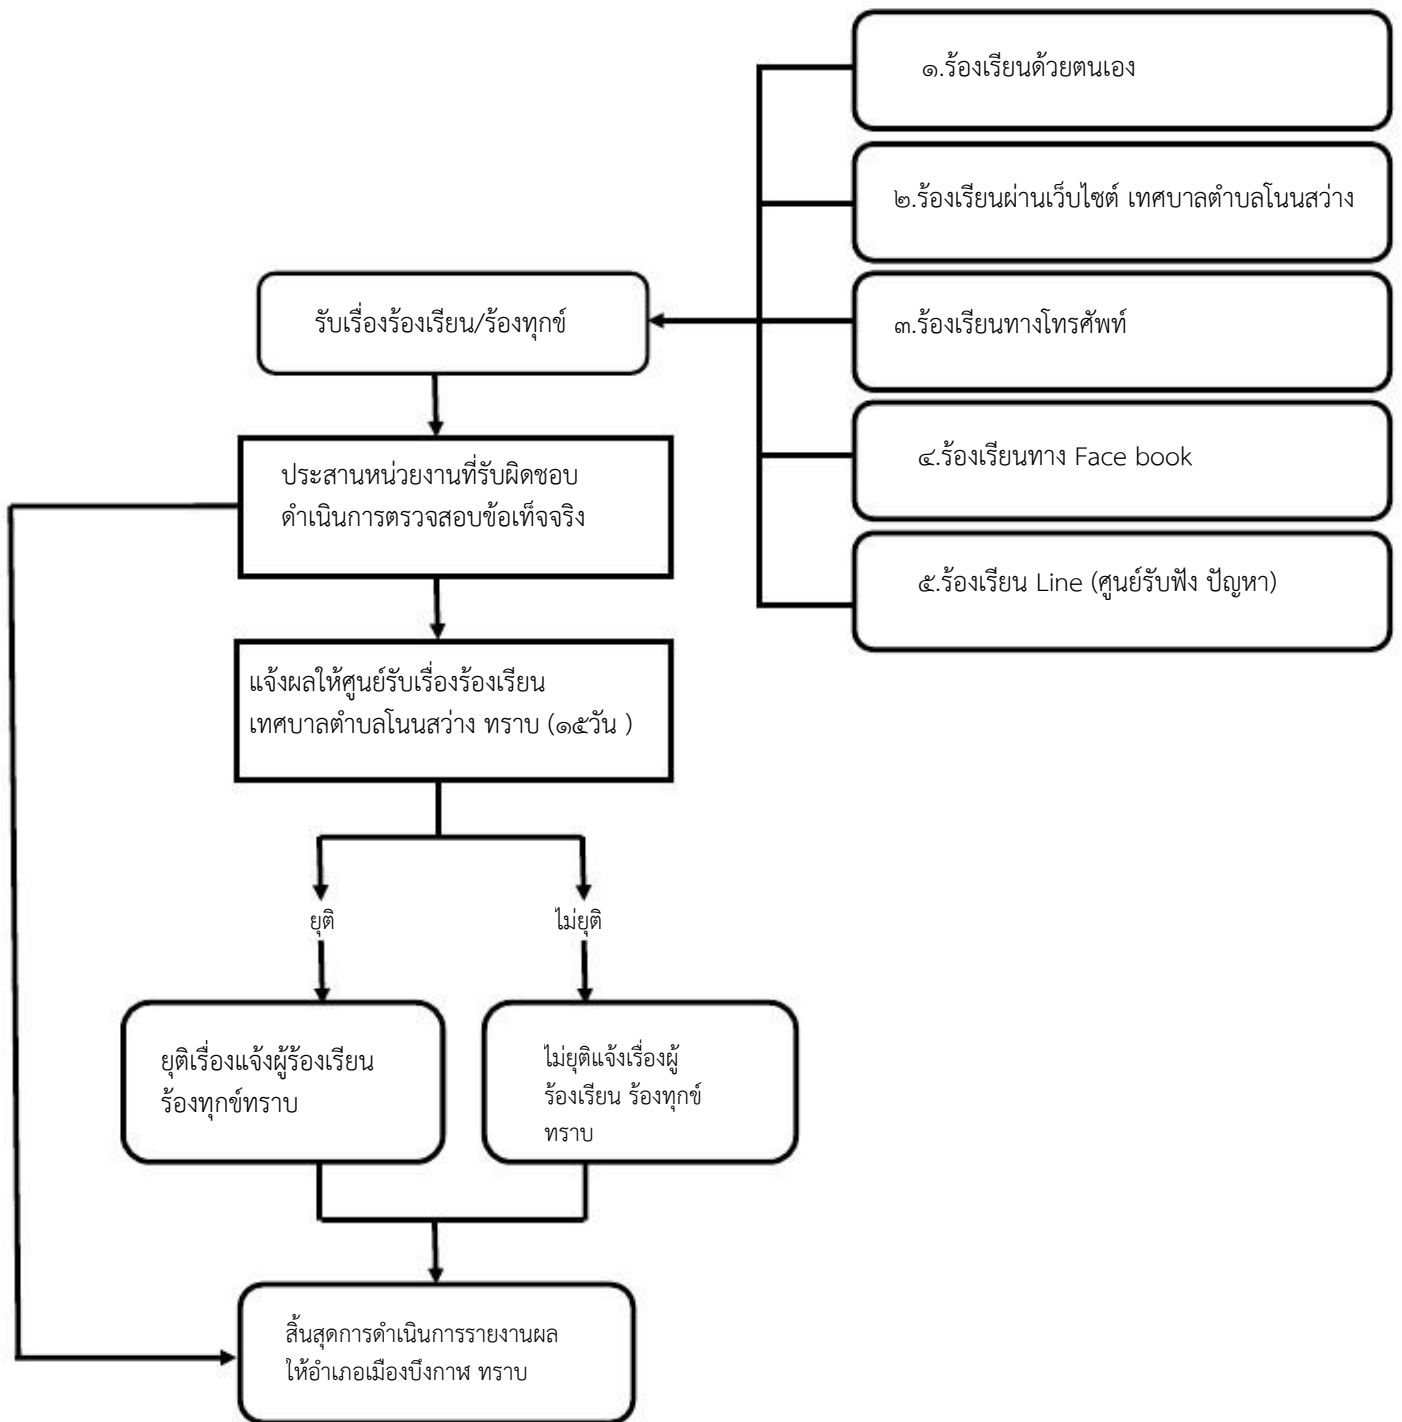 ๑.ร้องเรียนด้วยตนเอง
๒.ร้องเรียนผ่านเว็บไซต์ เทศบาลตำบลโนนสว่าง
๓.ร้องเรียนทางโทรศัพท์
๔.ร้องเรียนทาง Face book
๕.ร้องเรียน Line (ศูนย์รับฟัง ปัญหา)
รับเรื่องร้องเรียน/ร้องทุกข์
ประสานหน่วยงานที่รับผิดชอบ
ดำเนินการตรวจสอบข้อเท็จจริง
แจ้งผลให้ศูนย์รับเรื่องร้องเรียน
เทศบาลตำบลโนนสว่าง ทราบ (๑๕วัน )
ยุติ
ไม่ยุติ
ยุติเรื่องแจ้งผู้ร้องเรียน
ร้องทุกข์ทราบ
ไม่ยุติแจ้งเรื่องผู้
ร้องเรียน ร้องทุกข์
ทราบ
สิ้นสุดการดำเนินการรายงานผล
ให้อำเภอเมืองบึงกาฬ ทราบ